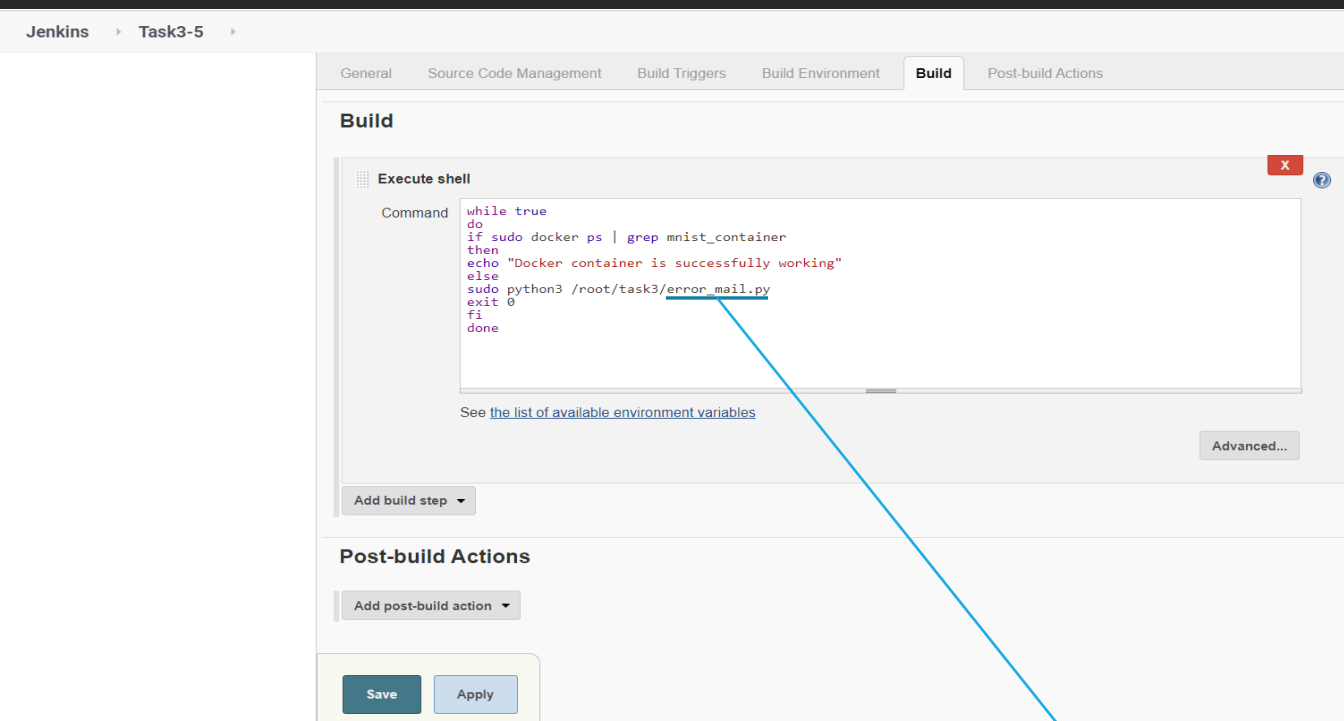 Jenkins Task3-5
General Source Code Management Build Triggers Build Environment Build Post-build Actions
Build
X
Execute shell
?
Command
while true
do
if sudo docker ps | grep mnist_container
then
echo "Docker container is successfully working"
else
sudo python3 /root/task3/error_mail.py
exit 0
fi
done
See the list of available environment variables
Advanced...
Add build step
Post-build Actions
Add post-build action
Save Apply